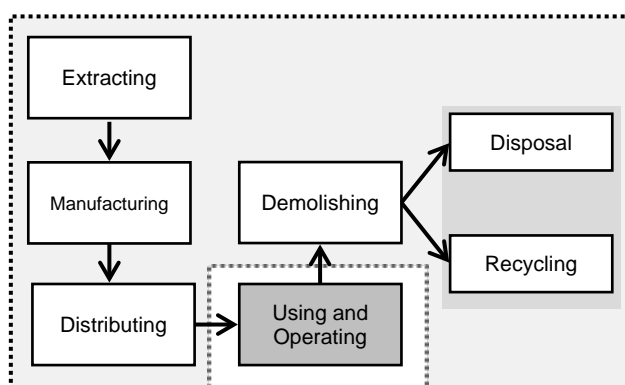 Extracting
Manufacturing
Distributing
Using and
Operating
Demolishing
Disposal
Recycling